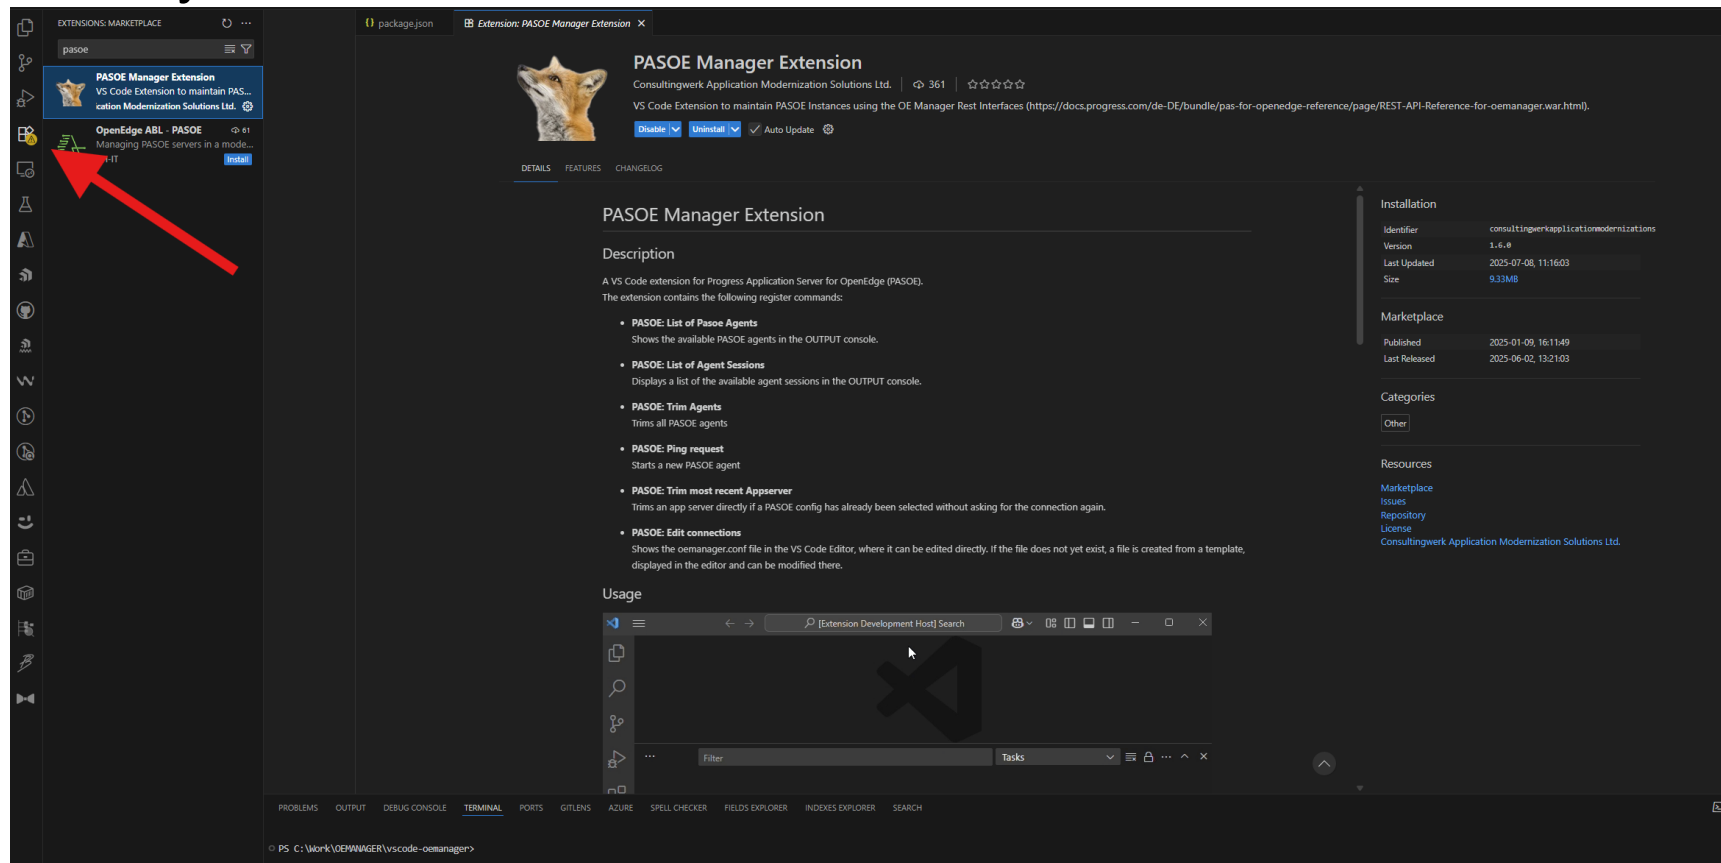 EXTENSIONS: MARKETPLACE
pasoe
PASOE Manager Extension
VS Code Extension to maintain PAS...
ication Modernization Solutions Ltd.
OpenEdge ABL - PASOE 61
Managing PASOE servers in a mode...
-IT Install
package.json
Extension: PASOE Manager Extension
PASOE Manager Extension
Consultingwerk Application Modernization Solutions Ltd. 361
VS Code Extension to maintain PASOE Instances using the OE Manager Rest Interfaces (https://docs.progress.com/de-DE/bundle/pas-for-openedge-reference/page/REST-API-Reference-for-oemanager.war.html).
Disable Uninstall Auto Update
DETAILS FEATURES CHANGELOG
PASOE Manager Extension
Description
A VS Code extension for Progress Application Server for OpenEdge (PASOE).
The extension contains the following register commands:
• PASOE: List of Pasoe Agents
Shows the available PASOE agents in the OUTPUT console.
• PASOE: List of Agent Sessions
Displays a list of the available agent sessions in the OUTPUT console.
• PASOE: Trim Agents
Trims all PASOE agents
• PASOE: Ping request
Starts a new PASOE agent
• PASOE: Trim most recent Appserver
Trims an app server directly if a PASOE config has already been selected without asking for the connection again.
• PASOE: Edit connections
Shows the oemanager.conf file in the VS Code Editor, where it can be edited directly. If the file does not yet exist, a file is created from a template,
displayed in the editor and can be modified there.
Usage
[Extension Development Host] Search
Filter
Tasks
Installation
Identifier consultingwerkapplicationmodernizations
Version 1.6.0
Last Updated 2025-07-08, 11:16:03
Size 9.33MB
Marketplace
Published 2025-01-09, 16:11:49
Last Released 2025-06-02, 13:21:03
Categories
Other
Resources
Marketplace
Issues
Repository
License
Consultingwerk Application Modernization Solutions Ltd.
PROBLEMS OUTPUT DEBUG CONSOLE TERMINAL PORTS GITLENS AZURE SPELL CHECKER FIELDS EXPLORER INDEXES EXPLORER SEARCH
PS C:\Work\OEMANAGER\vscode-oemanager>